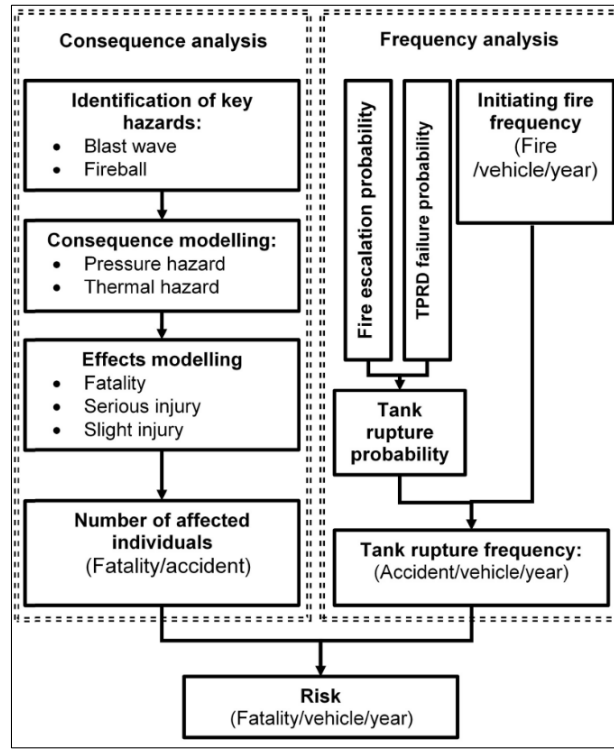 Consequence analysis
Identification of key
hazards:
• Blast wave
• Fireball
Consequence modelling:
• Pressure hazard
• Thermal hazard
Effects modelling
• Fatality
• Serious injury
• Slight injury
Number of affected
individuals
(Fatality/accident)
Frequency analysis
Fire escalation probability
TPRD failure probability
Initiating fire
frequency
(Fire
/vehicle/year)
Tank
rupture
probability
Tank rupture frequency:
(Accident/vehicle/year)
Risk
(Fatality/vehicle/year)